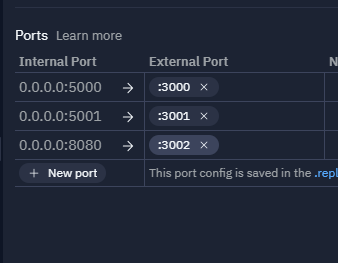 Ports Learn more
Internal Port External Port N
0.0.0.0:5000 → :3000 ×
0.0.0.0:5001 → :3001 ×
0.0.0.0:8080 → :3002 ×
+ New port This port config is saved in the .repl